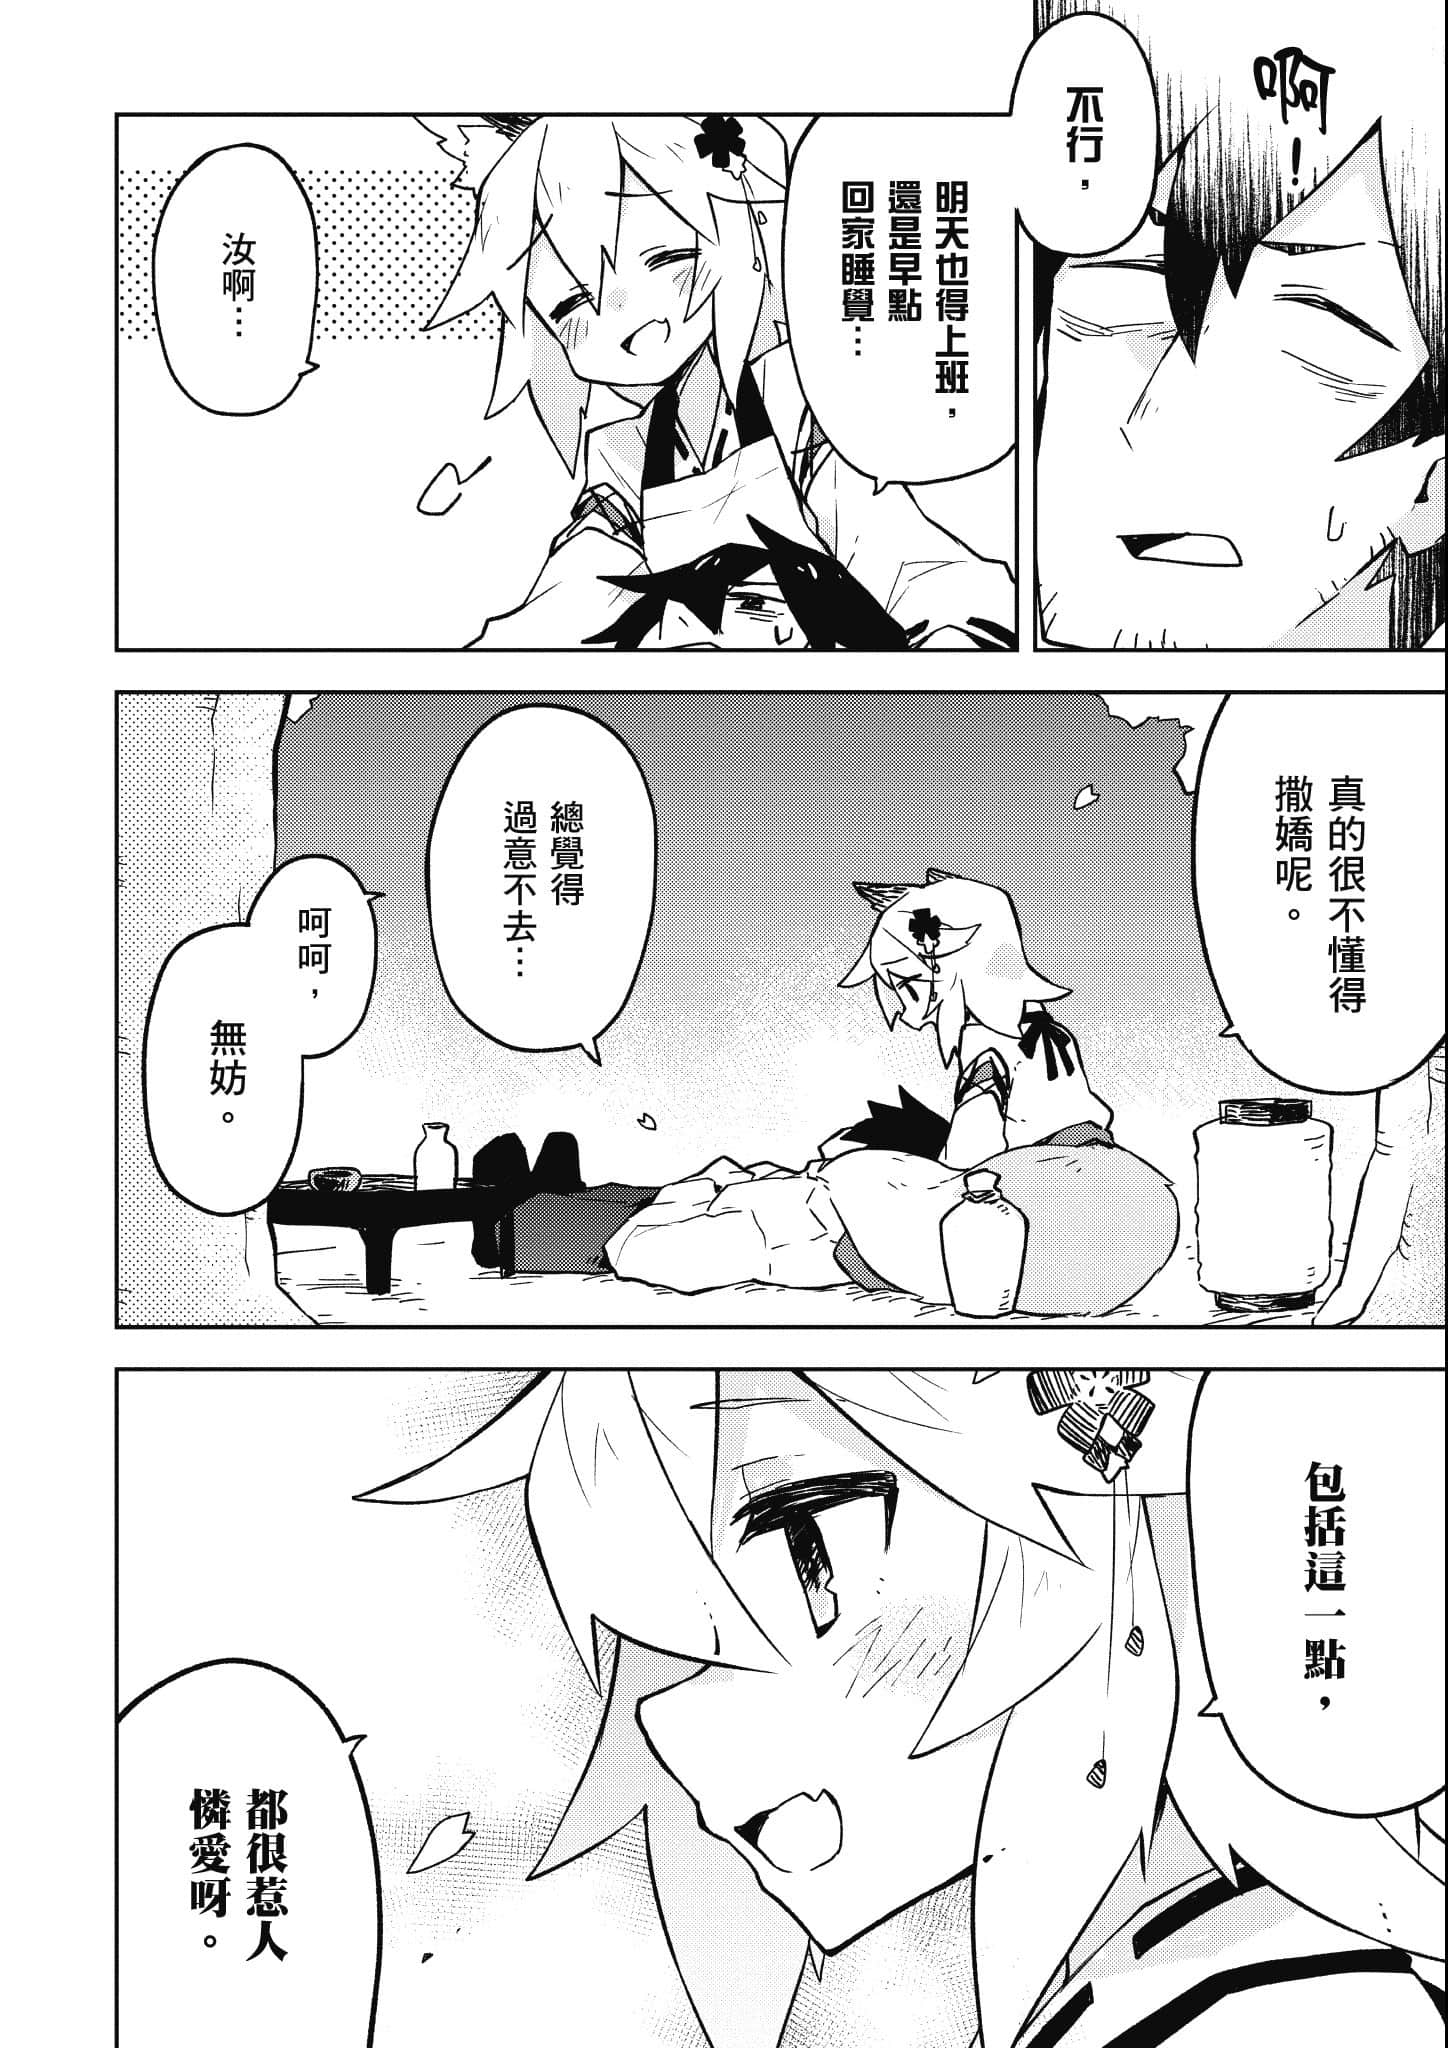 啊！
不行，
明天也得上班，
還是早點
回家睡覺…
汝啊…
真的很不懂得
撒嬌呢。
總覺得
過意不去…
呵呵，
無妨。
包括這一點，
都很惹人
憐愛呀。